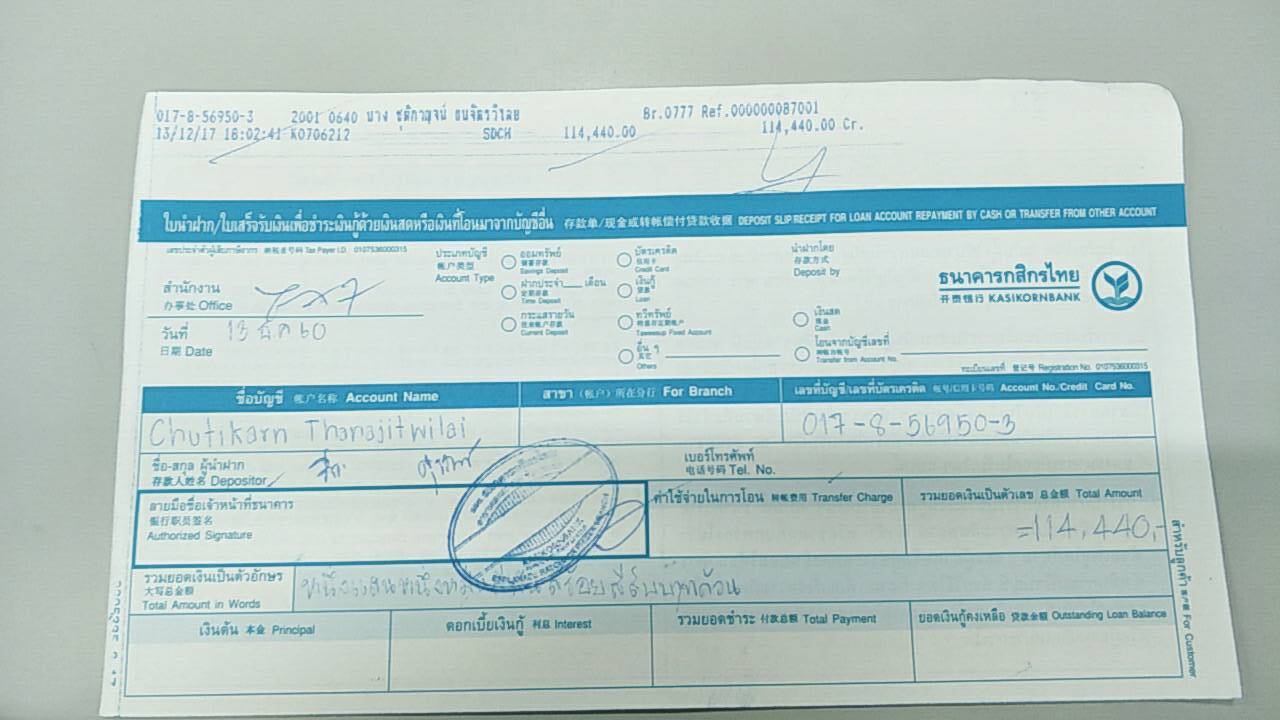 017-8-56950-3 2001 0640 นาง ชุติกาญจน์ ธนจิตรวิไลย Br.0777 Ref.000000087001
13/12/17 18:02:41 K0706212 SDCH 114,440.00 114,440.00 Cr.
ใบนำฝาก/ใบเสร็จรับเงินเพื่อชำระเงินกู้ด้วยเงินสดหรือเงินที่โอนมาจากบัญชีอื่น 存款单/现金或转帐偿付贷款收据 DEPOSIT SLIP/RECEIPT FOR LOAN ACCOUNT REPAYMENT BY CASH OR TRANSFER FROM OTHER ACCOUNT
เลขประจำตัวผู้เสียภาษีอากร 纳税者号码 Tax Payer I.D. 0107536000315
ประเภทบัญชี
帐户类型
Account Type
ออมทรัพย์
储蓄存款
Savings Deposit
ฝากประจำ___เดือน
定期存款
Time Deposit
กระแสรายวัน
往来帐户存款
Current Deposit
บัตรเครดิต
信用卡
Credit Card
เงินกู้
贷款
Loan
ทวีทรัพย์
特差存定期帐户
Taweesup Fixed Account
อื่น ๆ
其它
Others
นำฝากโดย
存款方式
Deposit by
เงินสด
现金
Cash
โอนจากบัญชีเลขที่
转帐自帐号
Transfer from Account No.
ธนาคารกสิกรไทย
开泰银行 KASIKORNBANK
สำนักงาน
办事处 Office
วันที่ 13 ธ.ค 60
日期 Date
ทะเบียนเลขที่ 登记号 Registration No. 0107536000315
ชื่อบัญชี 帐户名称 Account Name
สาขา (帐户) 所在分行 For Branch
เลขที่บัญชี/เลขที่บัตรเครดิต 帐号/信用卡号码 Account No./Credit Card No.
Chutikarn Thanajitwilai
017-8-56950-3
ชื่อ-สกุล ผู้นำฝาก
存款人姓名 Depositor
เบอร์โทรศัพท์
电话号码 Tel. No.
ลายมือชื่อเจ้าหน้าที่ธนาคาร
银行职员签名
Authorized Signature
ค่าใช้จ่ายในการโอน 转帐费用 Transfer Charge
รวมยอดเงินเป็นตัวเลข 总金额 Total Amount
=114,440.-
รวมยอดเงินเป็นตัวอักษร
大写总金额
Total Amount in Words
หนึ่งแสนหนึ่ง ร้อยสี่สิบบาทถ้วน
เงินต้น 本金 Principal
ดอกเบี้ยเงินกู้ 利息 Interest
รวมยอดชำระ 付款总额 Total Payment
ยอดเงินกู้คงเหลือ 贷款金额 Outstanding Loan Balance
สำหรับลูกค้า 客户联 For Customer